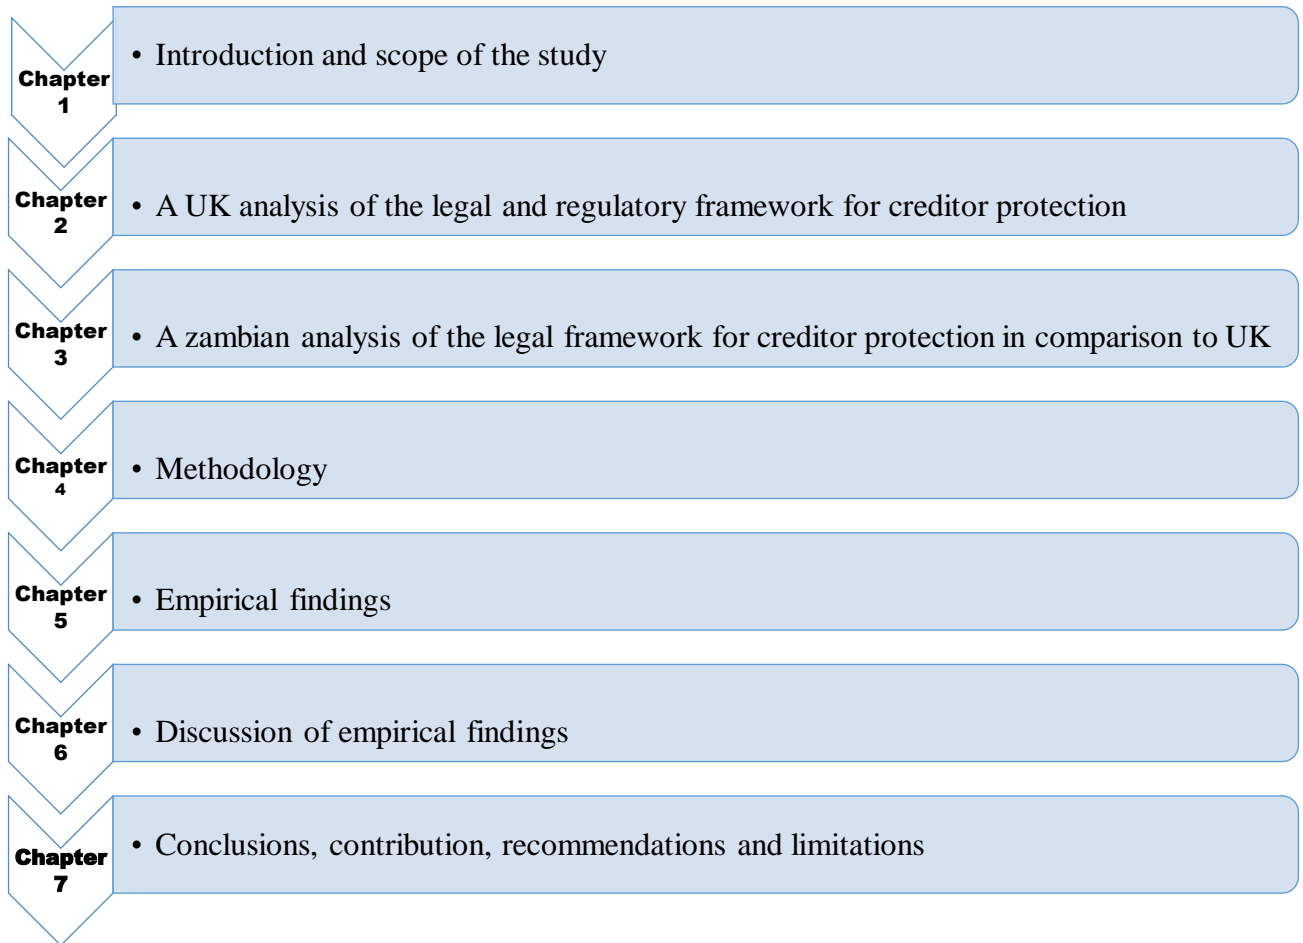 Chapter
1
• Introduction and scope of the study
Chapter
2
• A UK analysis of the legal and regulatory framework for creditor protection
Chapter
3
• A zambian analysis of the legal framework for creditor protection in comparison to UK
Chapter
4
• Methodology
Chapter
5
• Empirical findings
Chapter
6
• Discussion of empirical findings
Chapter
7
• Conclusions, contribution, recommendations and limitations